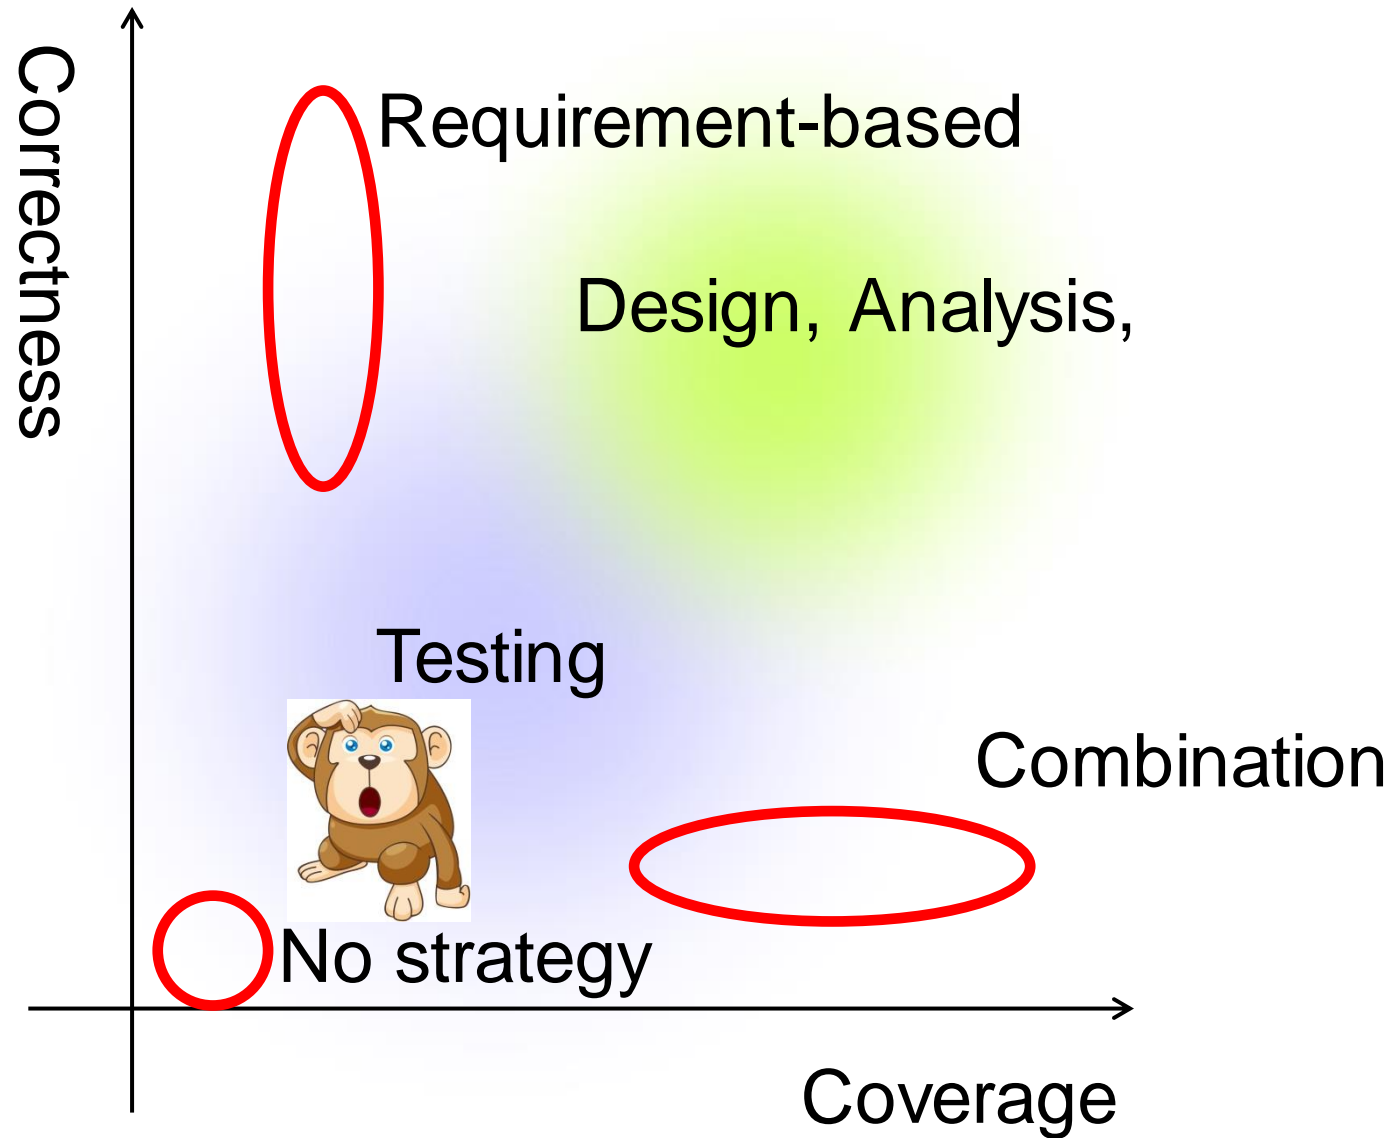 Correctness
Requirement-based
Design, Analysis,
Testing
Combination
No strategy
Coverage